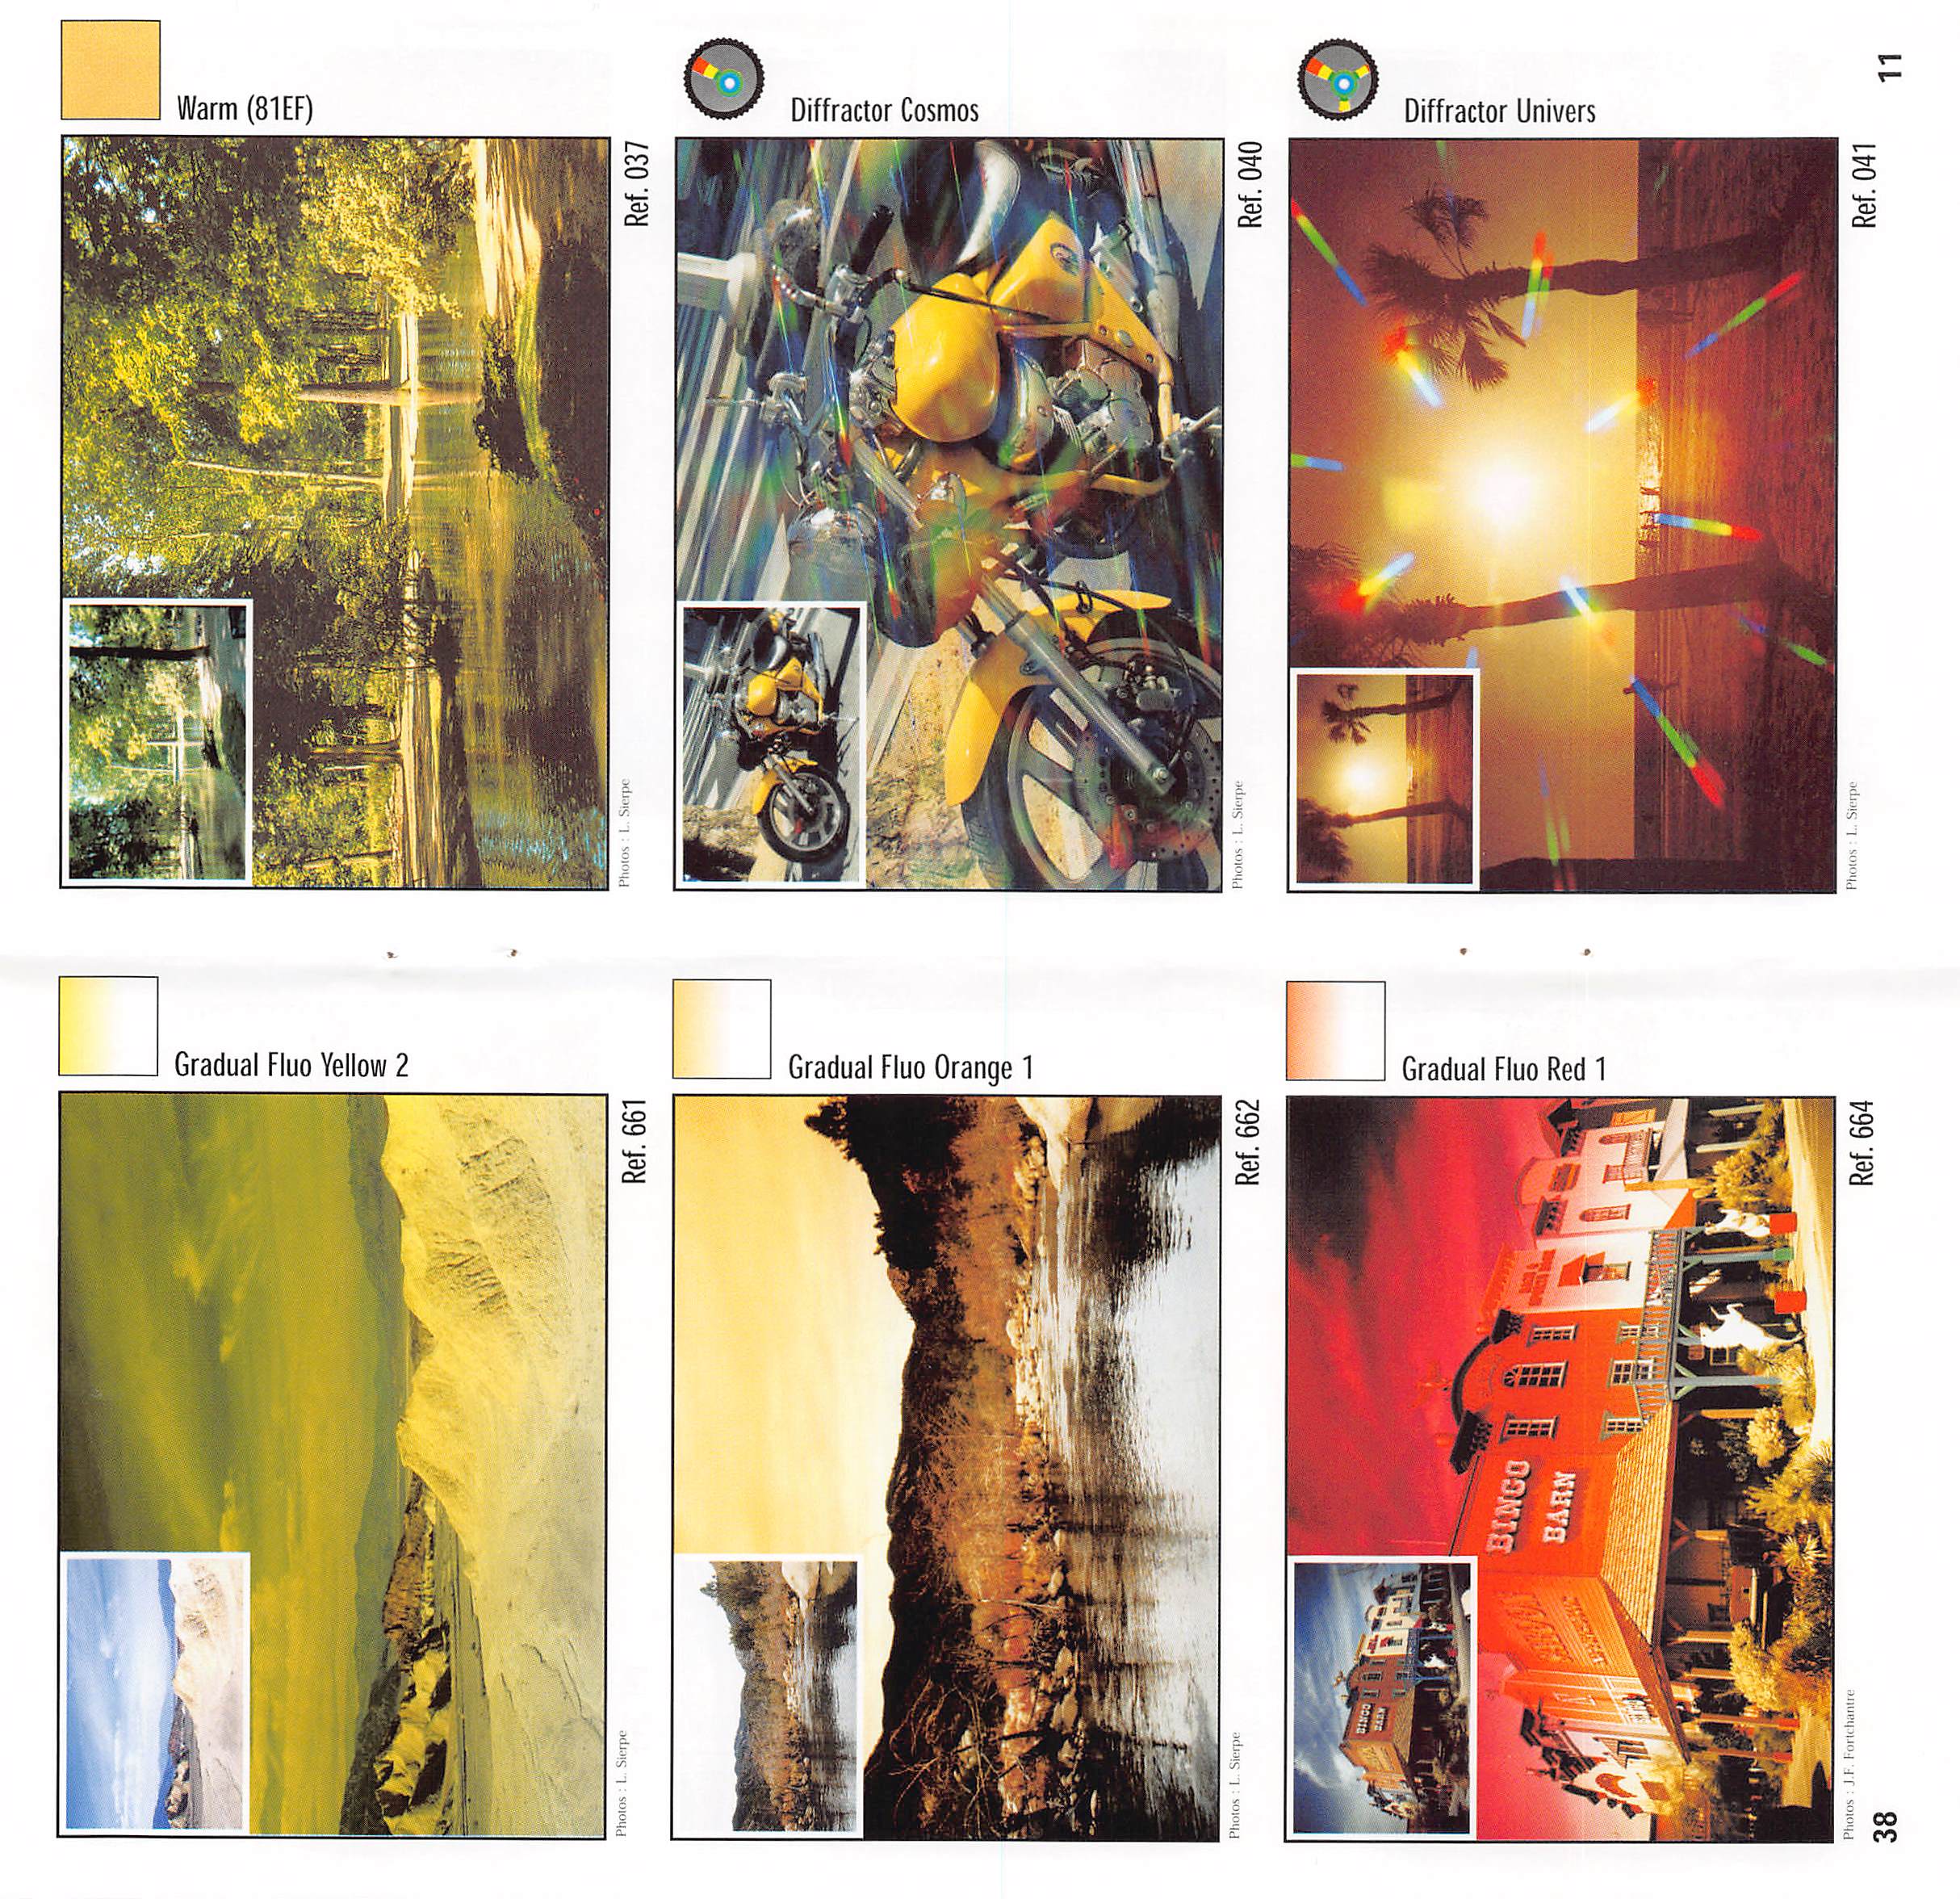 Warm (81EF)
Ref. 037
Photos : L. Sierpe
Diffractor Cosmos
Ref. 040
Photos : L. Sierpe
Diffractor Univers
Ref. 041
Photos : L. Sierpe
11
Gradual Fluo Yellow 2
Ref. 661
Photos : L. Sierpe
Gradual Fluo Orange 1
Ref. 662
Photos : L. Sierpe
Gradual Fluo Red 1
Ref. 664
BINGO
BARN
BINGO
BARN
Photos : J.F. Fortchantre
38